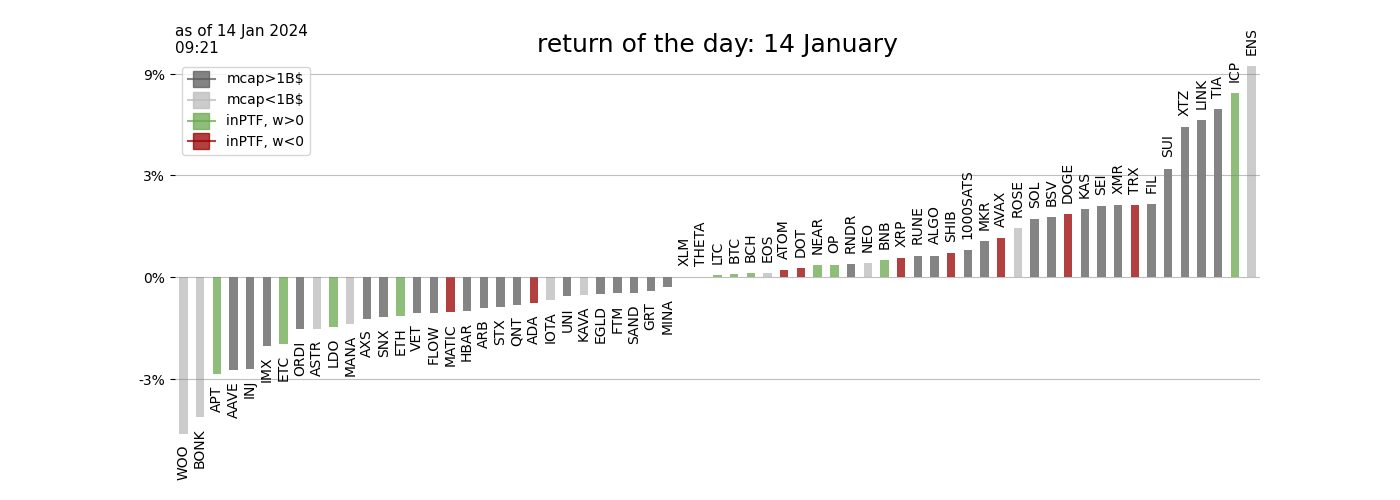 as of 14 Jan 2024
09:21
return of the day: 14 January
9%
3%
0%
-3%
mcap>1B$
mcap<1B$
inPTF, w>0
inPTF, w<0
WOO
BONK
APT
AAVE
INJ
IMX
ETC
ORDI
ASTR
LDO
MANA
AXS
SNX
ETH
VET
FLOW
MATIC
HBAR
ARB
STX
QNT
ADA
IOTA
UNI
KAVA
EGLD
FTM
SAND
GRT
MINA
XLM
THETA
LTC
BTC
BCH
EOS
ATOM
DOT
NEAR
OP
RNDR
NEO
BNB
XRP
RUNE
ALGO
SHIB
1000SATS
MKR
AVAX
ROSE
SOL
BSV
DOGE
KAS
SEI
XMR
TRX
FIL
SUI
XTZ
LINK
TIA
ICP
ENS